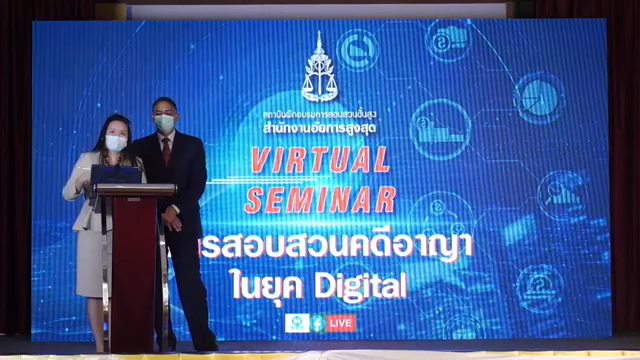 สถาบันฝึกอบรมการสอบสวนชั้นสูง
สำนักงานอัยการสูงสุด
VIRTUAL
SEMINAR
รสอบสวนคดีอาญา
ในยุค Digital
LIVE